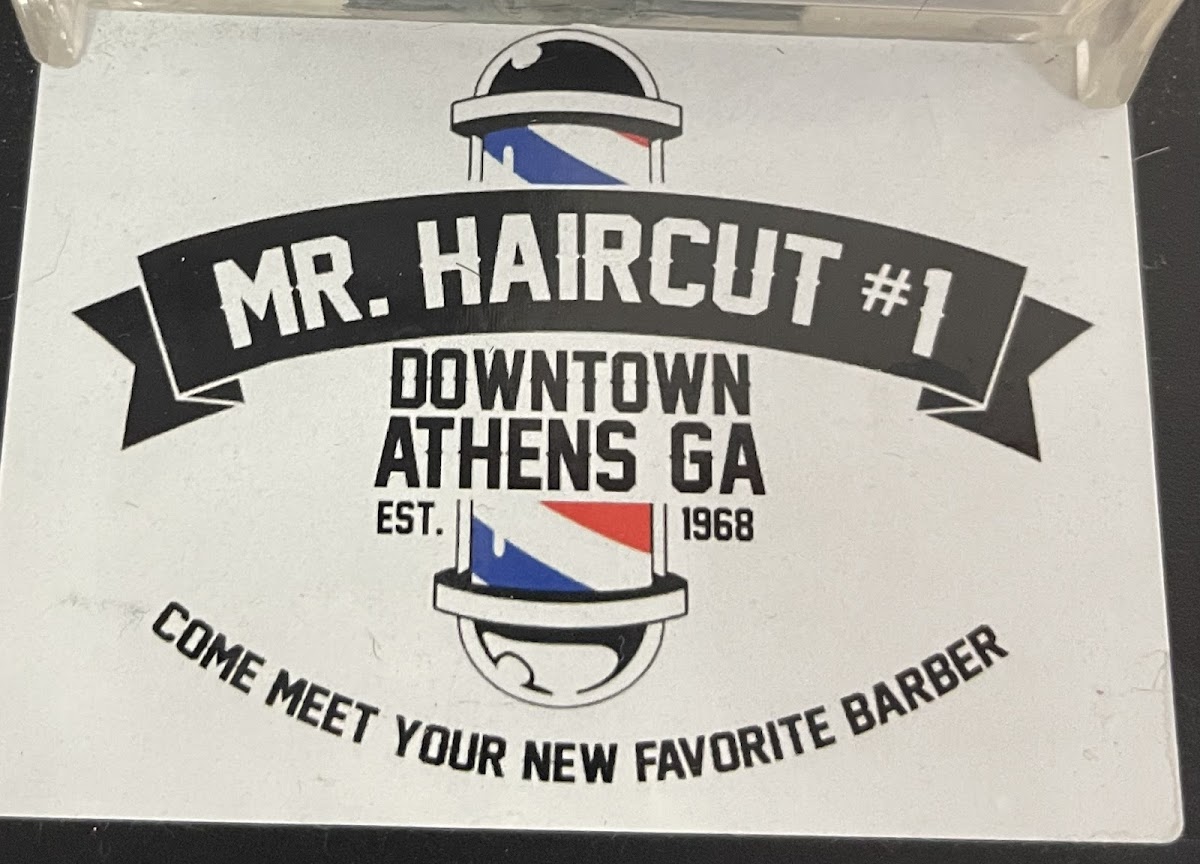 MR. HAIRCUT #1
DOWNTOWN
ATHENS GA
EST. 1968
COME MEET YOUR NEW FAVORITE BARBER